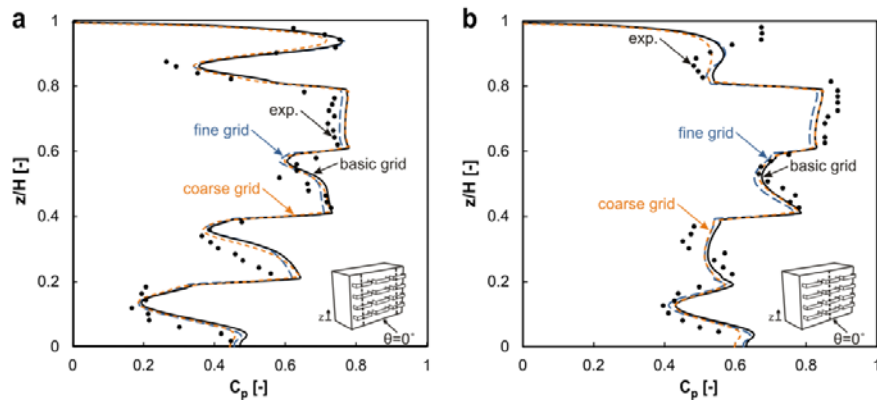 a
z/H [-]
1
0.8
0.6
0.4
0.2
0
exp.
fine grid
basic grid
coarse grid
z
θ=0°
0
0.2
0.4
0.6
0.8
1
Cp [-]
b
z/H [-]
1
0.8
0.6
0.4
0.2
0
exp.
fine grid
basic grid
coarse grid
z
θ=0°
0
0.2
0.4
0.6
0.8
1
Cp [-]